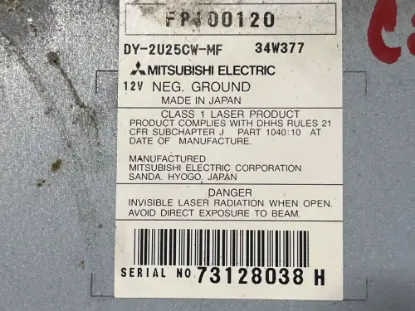 DY-2U25CW-MF 34W377
MITSUBISHI ELECTRIC
12V NEG. GROUND
MADE IN JAPAN
CLASS 1 LASER PRODUCT
PRODUCT COMPLIES WITH DHHS RULES 21
CFR SUBCHAPTER J PART 1040:10 AT
DATE OF MANUFACTURE.
MANUFACTURED
MITSUBISHI ELECTRIC CORPORATION
SANDA, HYOGO, JAPAN
DANGER
INVISIBLE LASER RADIATION WHEN OPEN.
AVOID DIRECT EXPOSURE TO BEAM.
SERIAL NO. 73128038 H